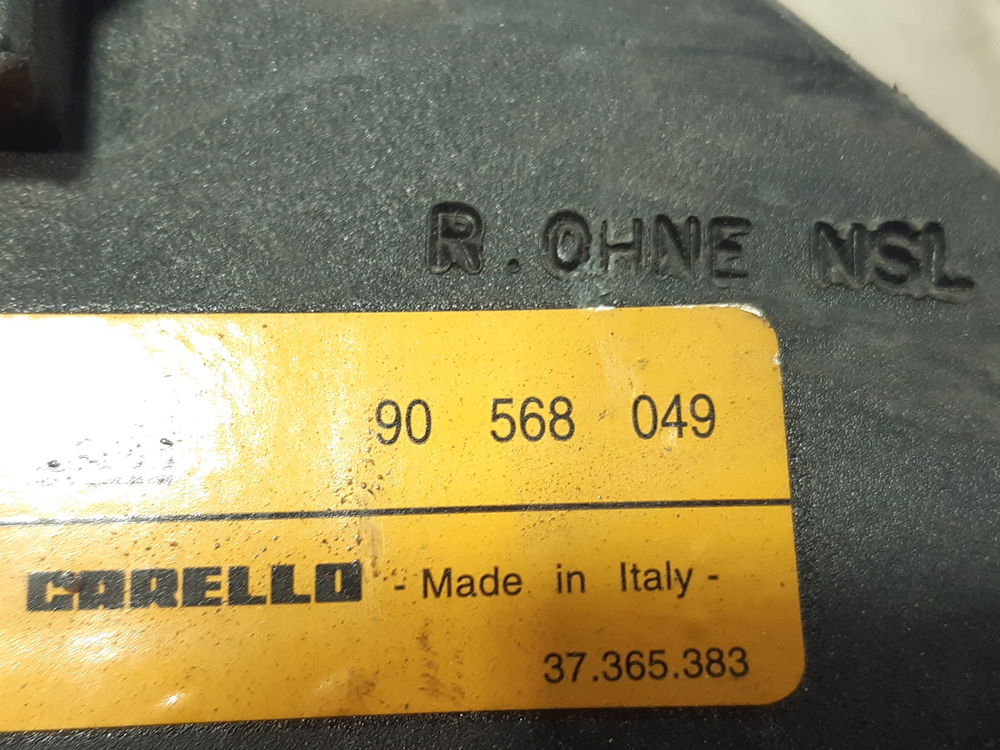 R. OHNE NSL
90 568 049
CARELLO - Made in Italy -
37.365.383